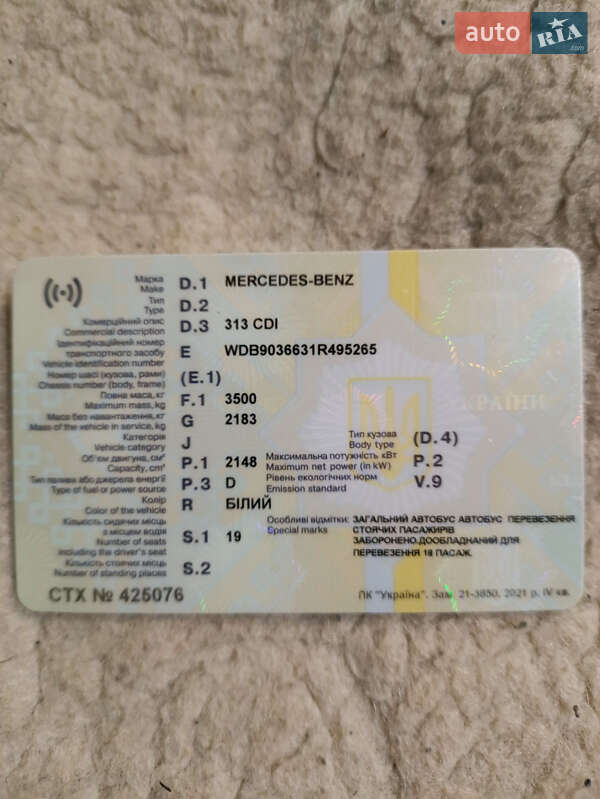 auto RIA.com
Марка
Make D.1 MERCEDES-BENZ
Тип
Type D.2
Комерційний опис
Commercial description D.3 313 CDI
Ідентифікаційний номер
транспортного засобу
Vehicle identification number E WDB9036631R495265
Номер шасі (кузова, рами)
Chassis number (body, frame) (E.1)
Повна маса, кг
Maximum mass, kg F.1 3500
Маса без навантаження, кг
Mass of the vehicle in service, kg G 2183
Категорія
Vehicle category J
Тип кузова
Body type (D.4)
Об'єм двигуна, см³
Capacity, cm³ P.1 2148
Максимальна потужність кВт
Maximum net power (in kW) P.2
Тип палива або джерела енергії
Type of fuel or power source P.3 D
Рівень екологічних норм
Emission standard V.9
Колір
Color of the vehicle R БІЛИЙ
Кількість сидячих місць
з місцем водія
Number of seats
including the driver's seat S.1 19
Кількість стоячих місць
Number of standing places S.2
Особливі відмітки: ЗАГАЛЬНИЙ АВТОБУС АВТОБУС ПЕРЕВЕЗЕННЯ
Special marks СТОЯЧИХ ПАСАЖИРІВ
ЗАБОРОНЕНО.ДООБЛАДНАНИЙ ДЛЯ
ПЕРЕВЕЗЕННЯ 18 ПАСАЖ.
СТХ № 425076
ПК "Україна". Зам. 21-3850. 2021 р. IV кв.